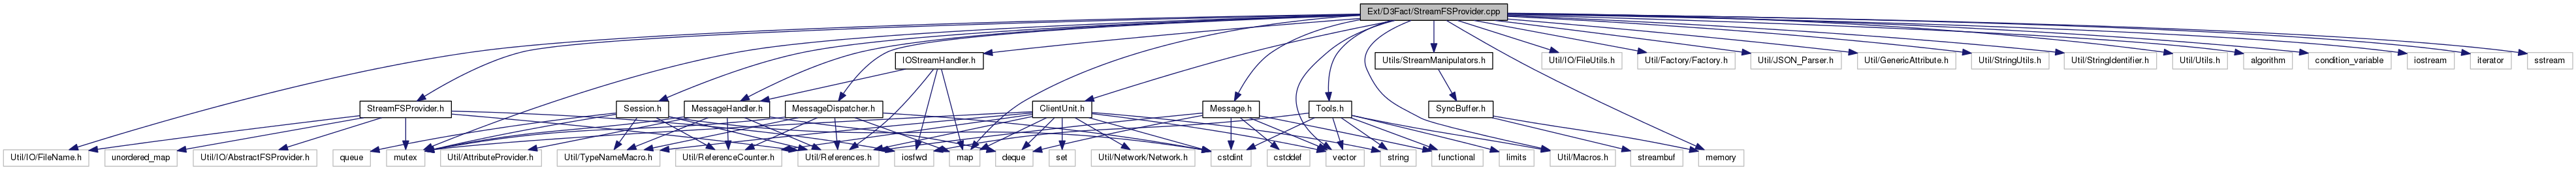 Ext/D3Fact/StreamFSProvider.cpp
IOStreamHandler.h
Utils/StreamManipulators.h
Util/IO/FileUtils.h
Util/Factory/Factory.h
Util/JSON_Parser.h
Util/GenericAttribute.h
Util/StringUtils.h
Util/StringIdentifier.h
Util/Utils.h
algorithm
condition_variable
iostream
iterator
sstream
StreamFSProvider.h
Session.h
MessageHandler.h
MessageDispatcher.h
ClientUnit.h
Message.h
Tools.h
SyncBuffer.h
Util/IO/FileName.h
unordered_map
Util/IO/AbstractFSProvider.h
queue
mutex
Util/AttributeProvider.h
Util/TypeNameMacro.h
Util/ReferenceCounter.h
Util/References.h
iosfwd
map
deque
set
Util/Network/Network.h
cstdint
cstddef
vector
string
functional
limits
Util/Macros.h
streambuf
memory